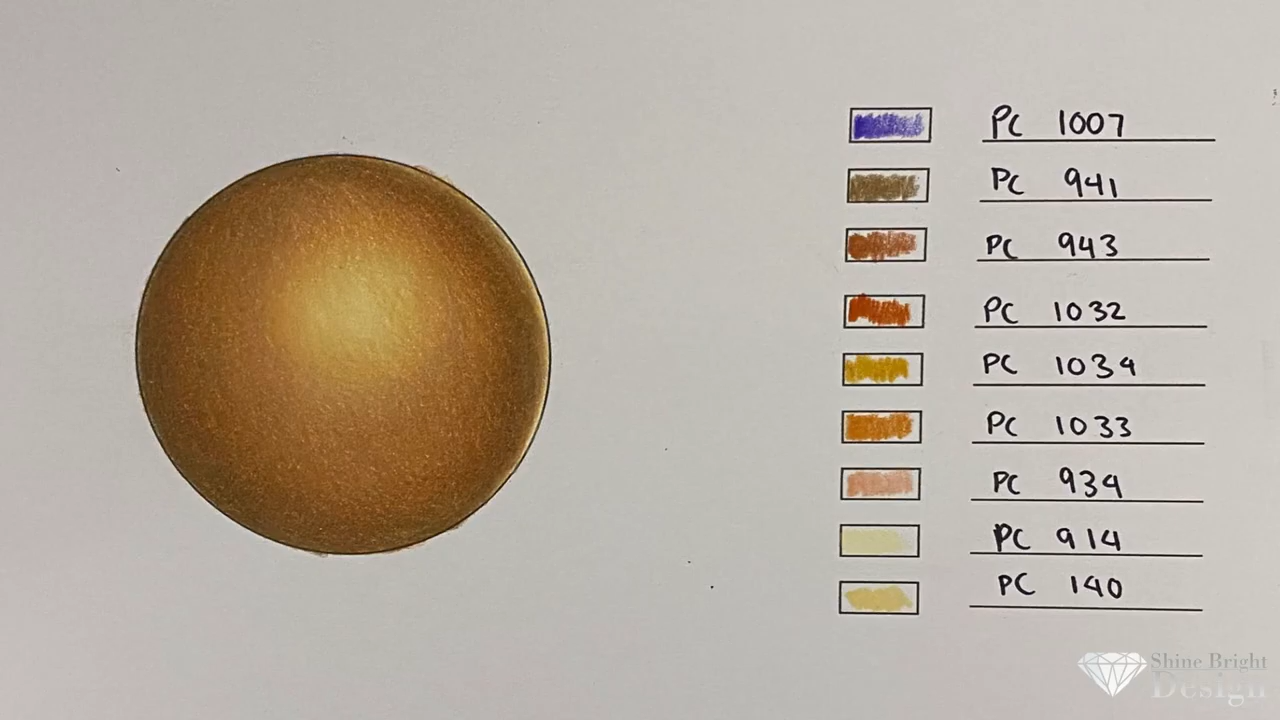 PC 1007
PC 941
PC 943
PC 1032
PC 1034
PC 1033
PC 934
PC 914
PC 140
Shine Bright
Design